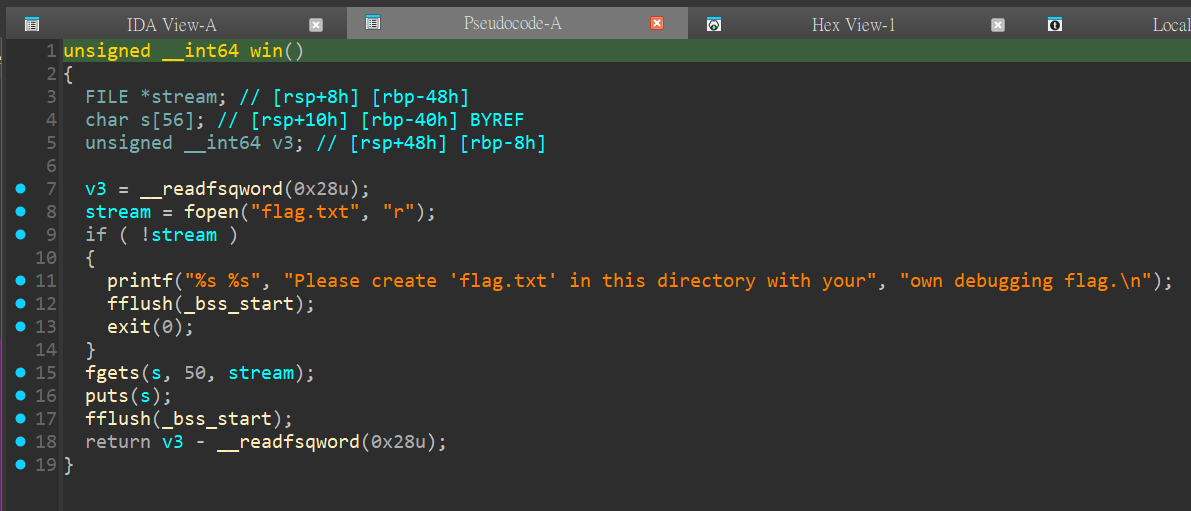 IDA View-A Pseudocode-A Hex View-1 Local
1 unsigned __int64 win()
2 {
3 FILE *stream; // [rsp+8h] [rbp-48h]
4 char s[56]; // [rsp+10h] [rbp-40h] BYREF
5 unsigned __int64 v3; // [rsp+48h] [rbp-8h]
6
7 v3 = __readfsqword(0x28u);
8 stream = fopen("flag.txt", "r");
9 if ( !stream )
10 {
11 printf("%s %s", "Please create 'flag.txt' in this directory with your", "own debugging flag.\n");
12 fflush(_bss_start);
13 exit(0);
14 }
15 fgets(s, 50, stream);
16 puts(s);
17 fflush(_bss_start);
18 return v3 - __readfsqword(0x28u);
19 }